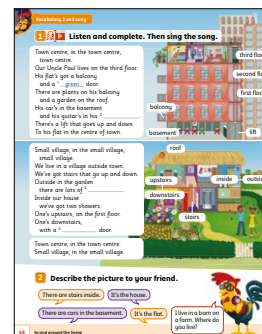 Vocabulary 2 and song
1 Listen and complete. Then sing the song.
Town centre, in the town centre,
town centre.
Our Uncle Paul lives on the third floor.
His flat's got a balcony
and a 1 green door.
There are plants on his balcony
and a garden on the roof.
His car's in the basement
and his guitar's in his 2
There's a lift that goes up and down
To his flat in the centre of town.
third floo
second flo
first floo
balcony
basement
lift
Small village, in the small village,
small village.
We live in a village outside town.
We've got stairs that go up and down.
Outside in the garden
there are lots of 3
Inside our house
we've got two showers.
One's upstairs, on the first floor.
One's downstairs,
with a 4 door.
roof
upstairs
inside
outsid
downstairs
stairs
Town centre, in the town centre.
Small village, in the small village.
2 Describe the picture to your friend.
There are stairs inside.
It's the house.
There are cars in the basement.
It's the flat.
I live in a barn on
a farm. Where do
you live?
In and around the home